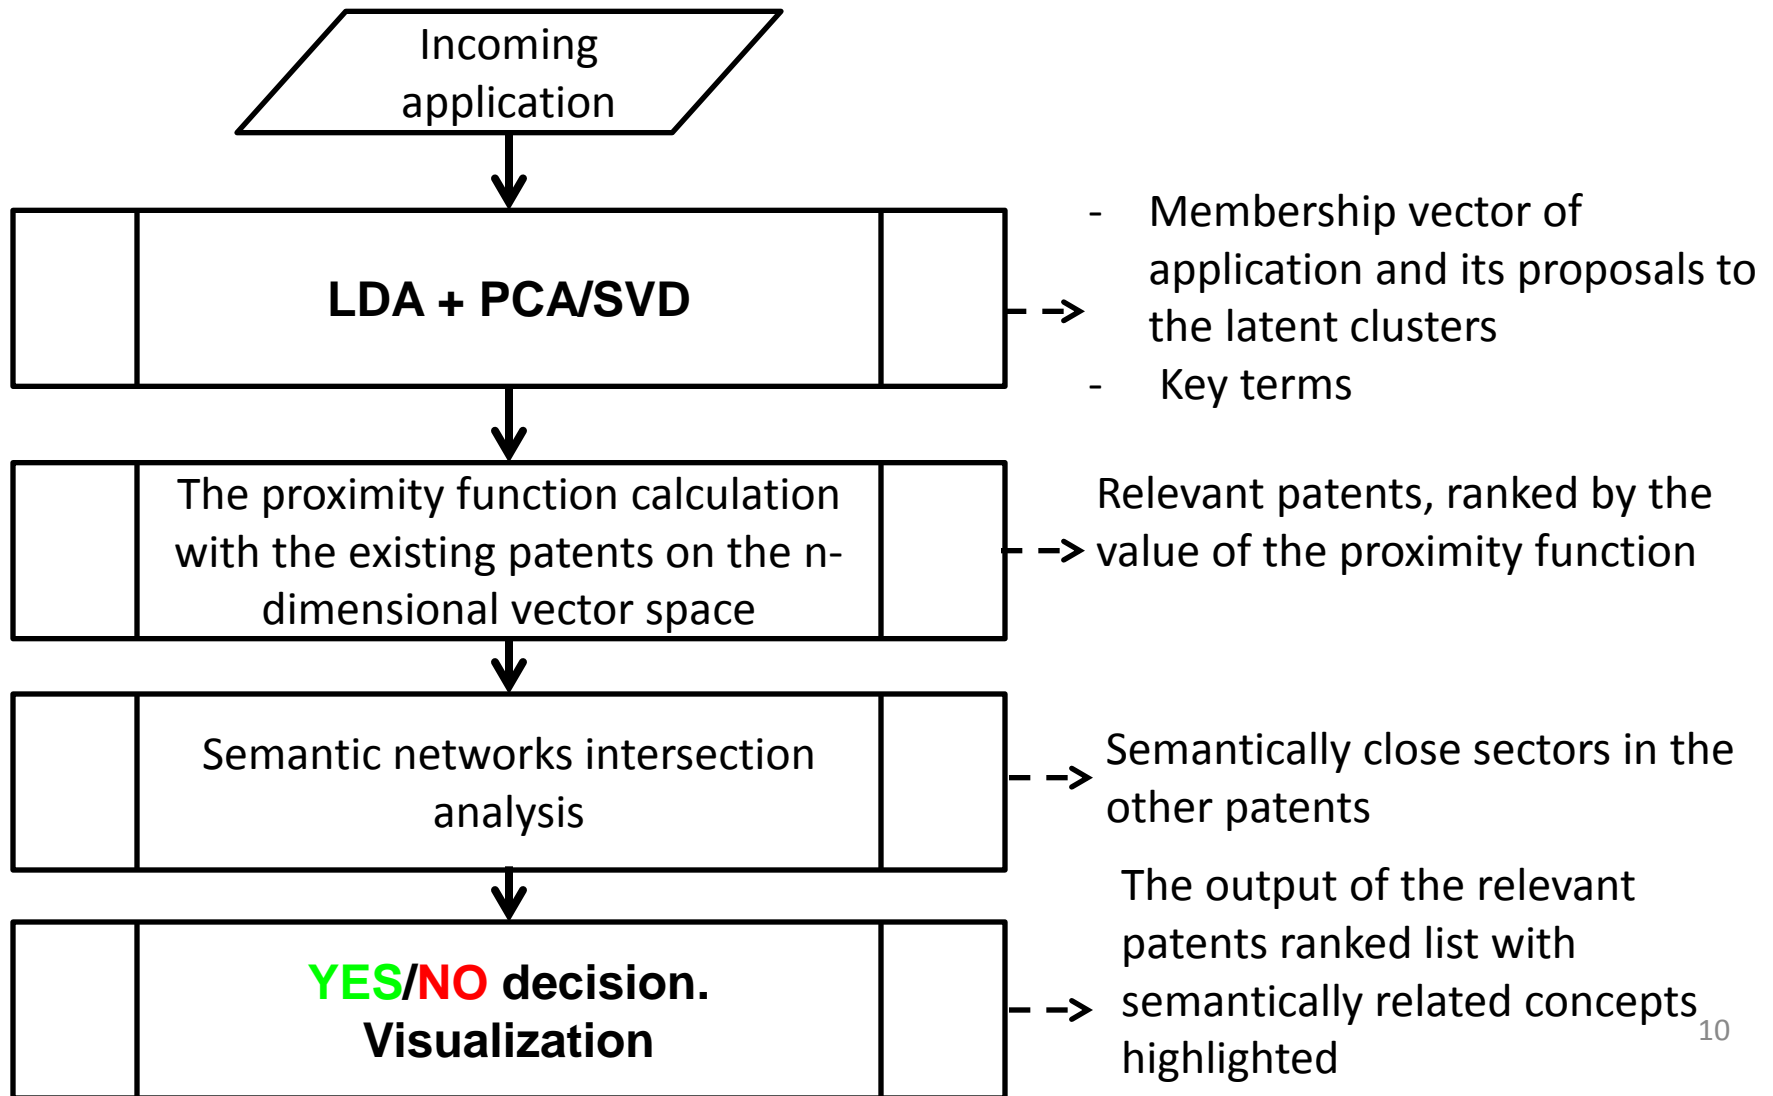 Incoming
application
LDA + PCA/SVD
- Membership vector of
application and its proposals to
the latent clusters
- Key terms
The proximity function calculation
with the existing patents on the n-
dimensional vector space
Relevant patents, ranked by the
value of the proximity function
Semantic networks intersection
analysis
Semantically close sectors in the
other patents
YES/NO decision.
Visualization
The output of the relevant
patents ranked list with
semantically related concepts
highlighted
10